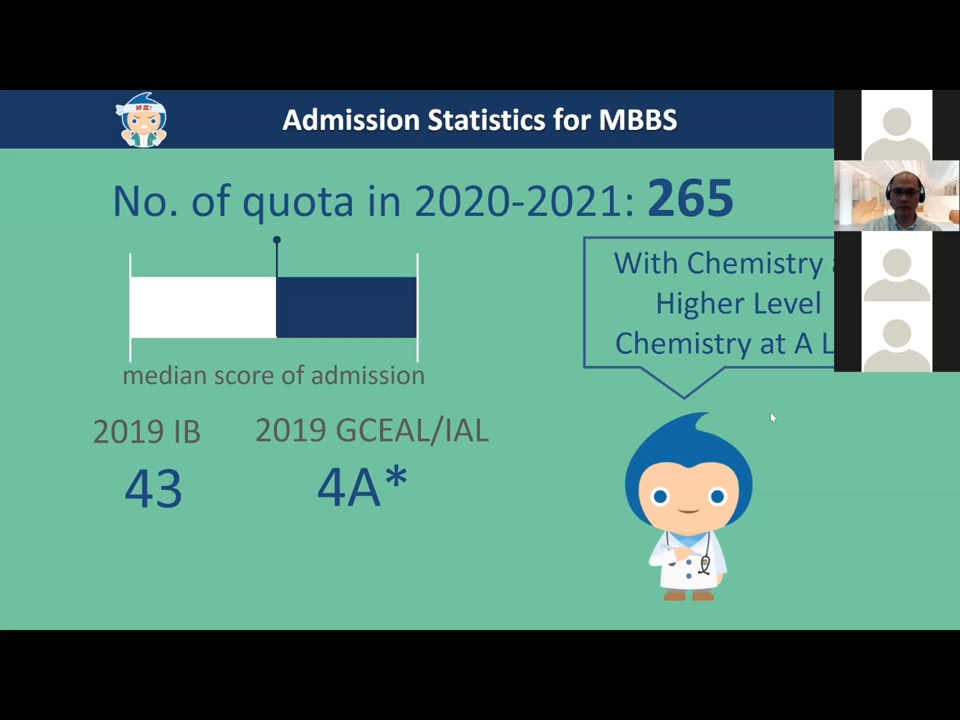 Admission Statistics for MBBS
No. of quota in 2020-2021: 265
With Chemistry
Higher Level
Chemistry at A
median score of admission
2019 IB
2019 GCEAL/IAL
43
4A*